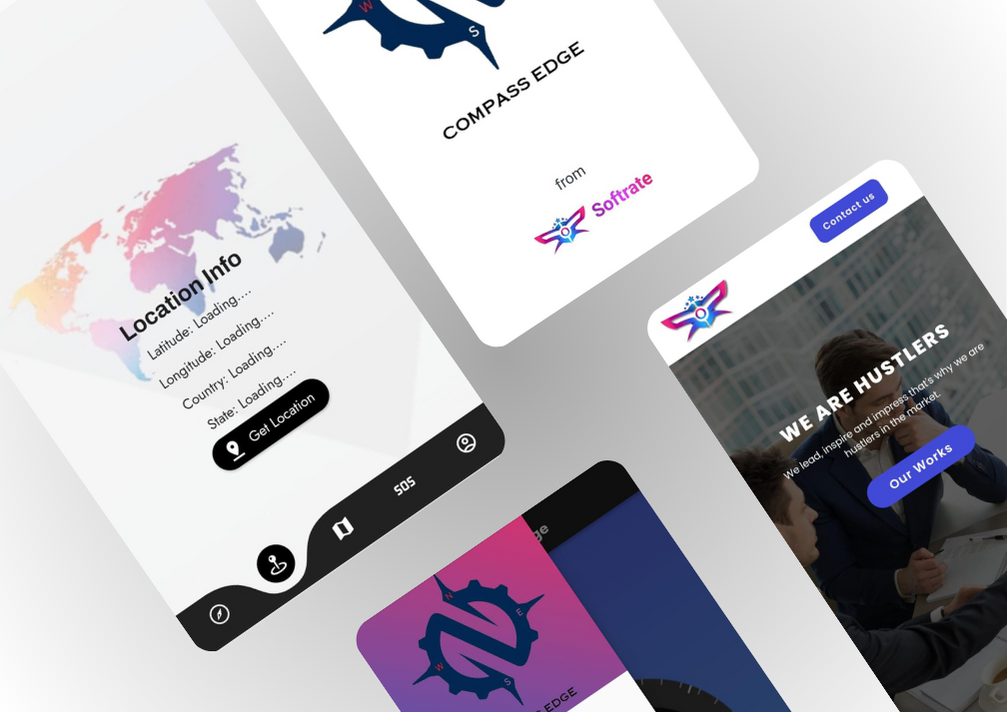 W
S
COMPASS EDGE
from
Softrate
Contact us
Location Info
Latitude: Loading....
Longitude: Loading....
Country: Loading....
State: Loading....
Get Location
SOS
WE ARE HUSTLERS
We lead, inspire and impress that's why we are
hustlers in the market.
Our Works
ge
N
E
W
S
EDGE